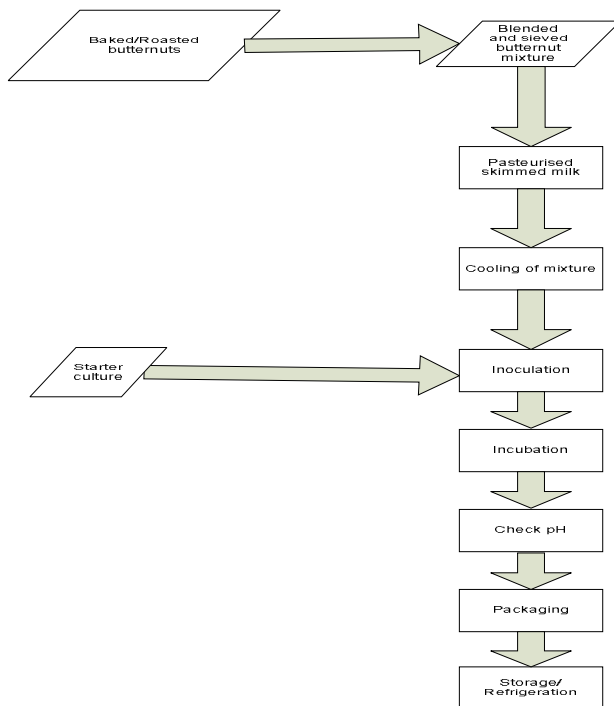 Baked/Roasted
butternuts
Blended
and sieved
butternut
mixture
Pasteurised
skimmed milk
Cooling of mixture
Starter
culture
Inoculation
Incubation
Check pH
Packaging
Storage/
Refrigeration